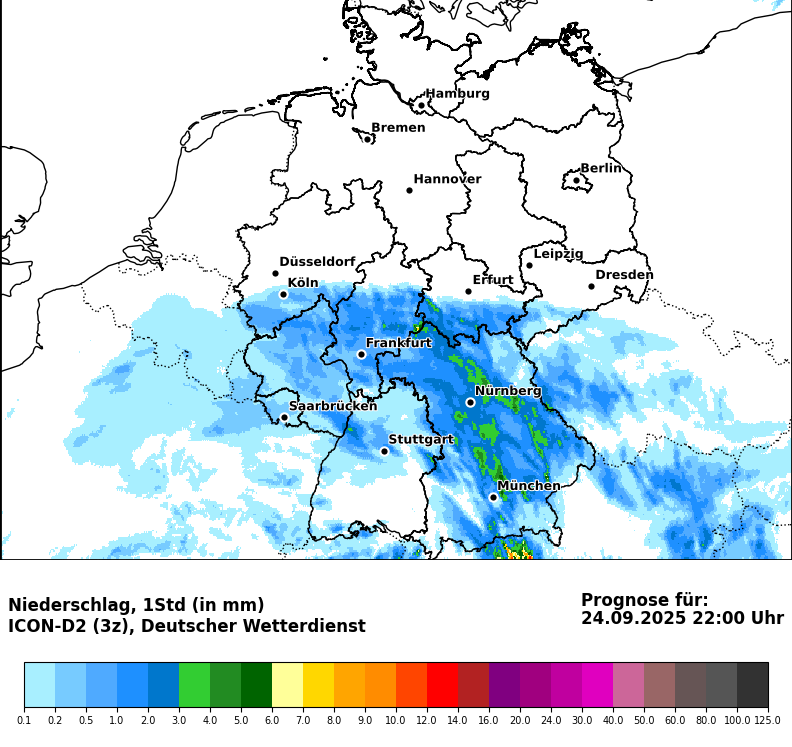 Hamburg
Bremen
Berlin
Hannover
Leipzig
Düsseldorf
Dresden
Köln
Erfurt
Frankfurt
Nürnberg
Saarbrücken
Stuttgart
München
Niederschlag, 1Std (in mm)
ICON-D2 (3z), Deutscher Wetterdienst
Prognose für:
24.09.2025 22:00 Uhr
0.1 0.2 0.5 1.0 2.0 3.0 4.0 5.0 6.0 7.0 8.0 9.0 10.0 12.0 14.0 16.0 20.0 24.0 30.0 40.0 50.0 60.0 80.0 100.0 125.0